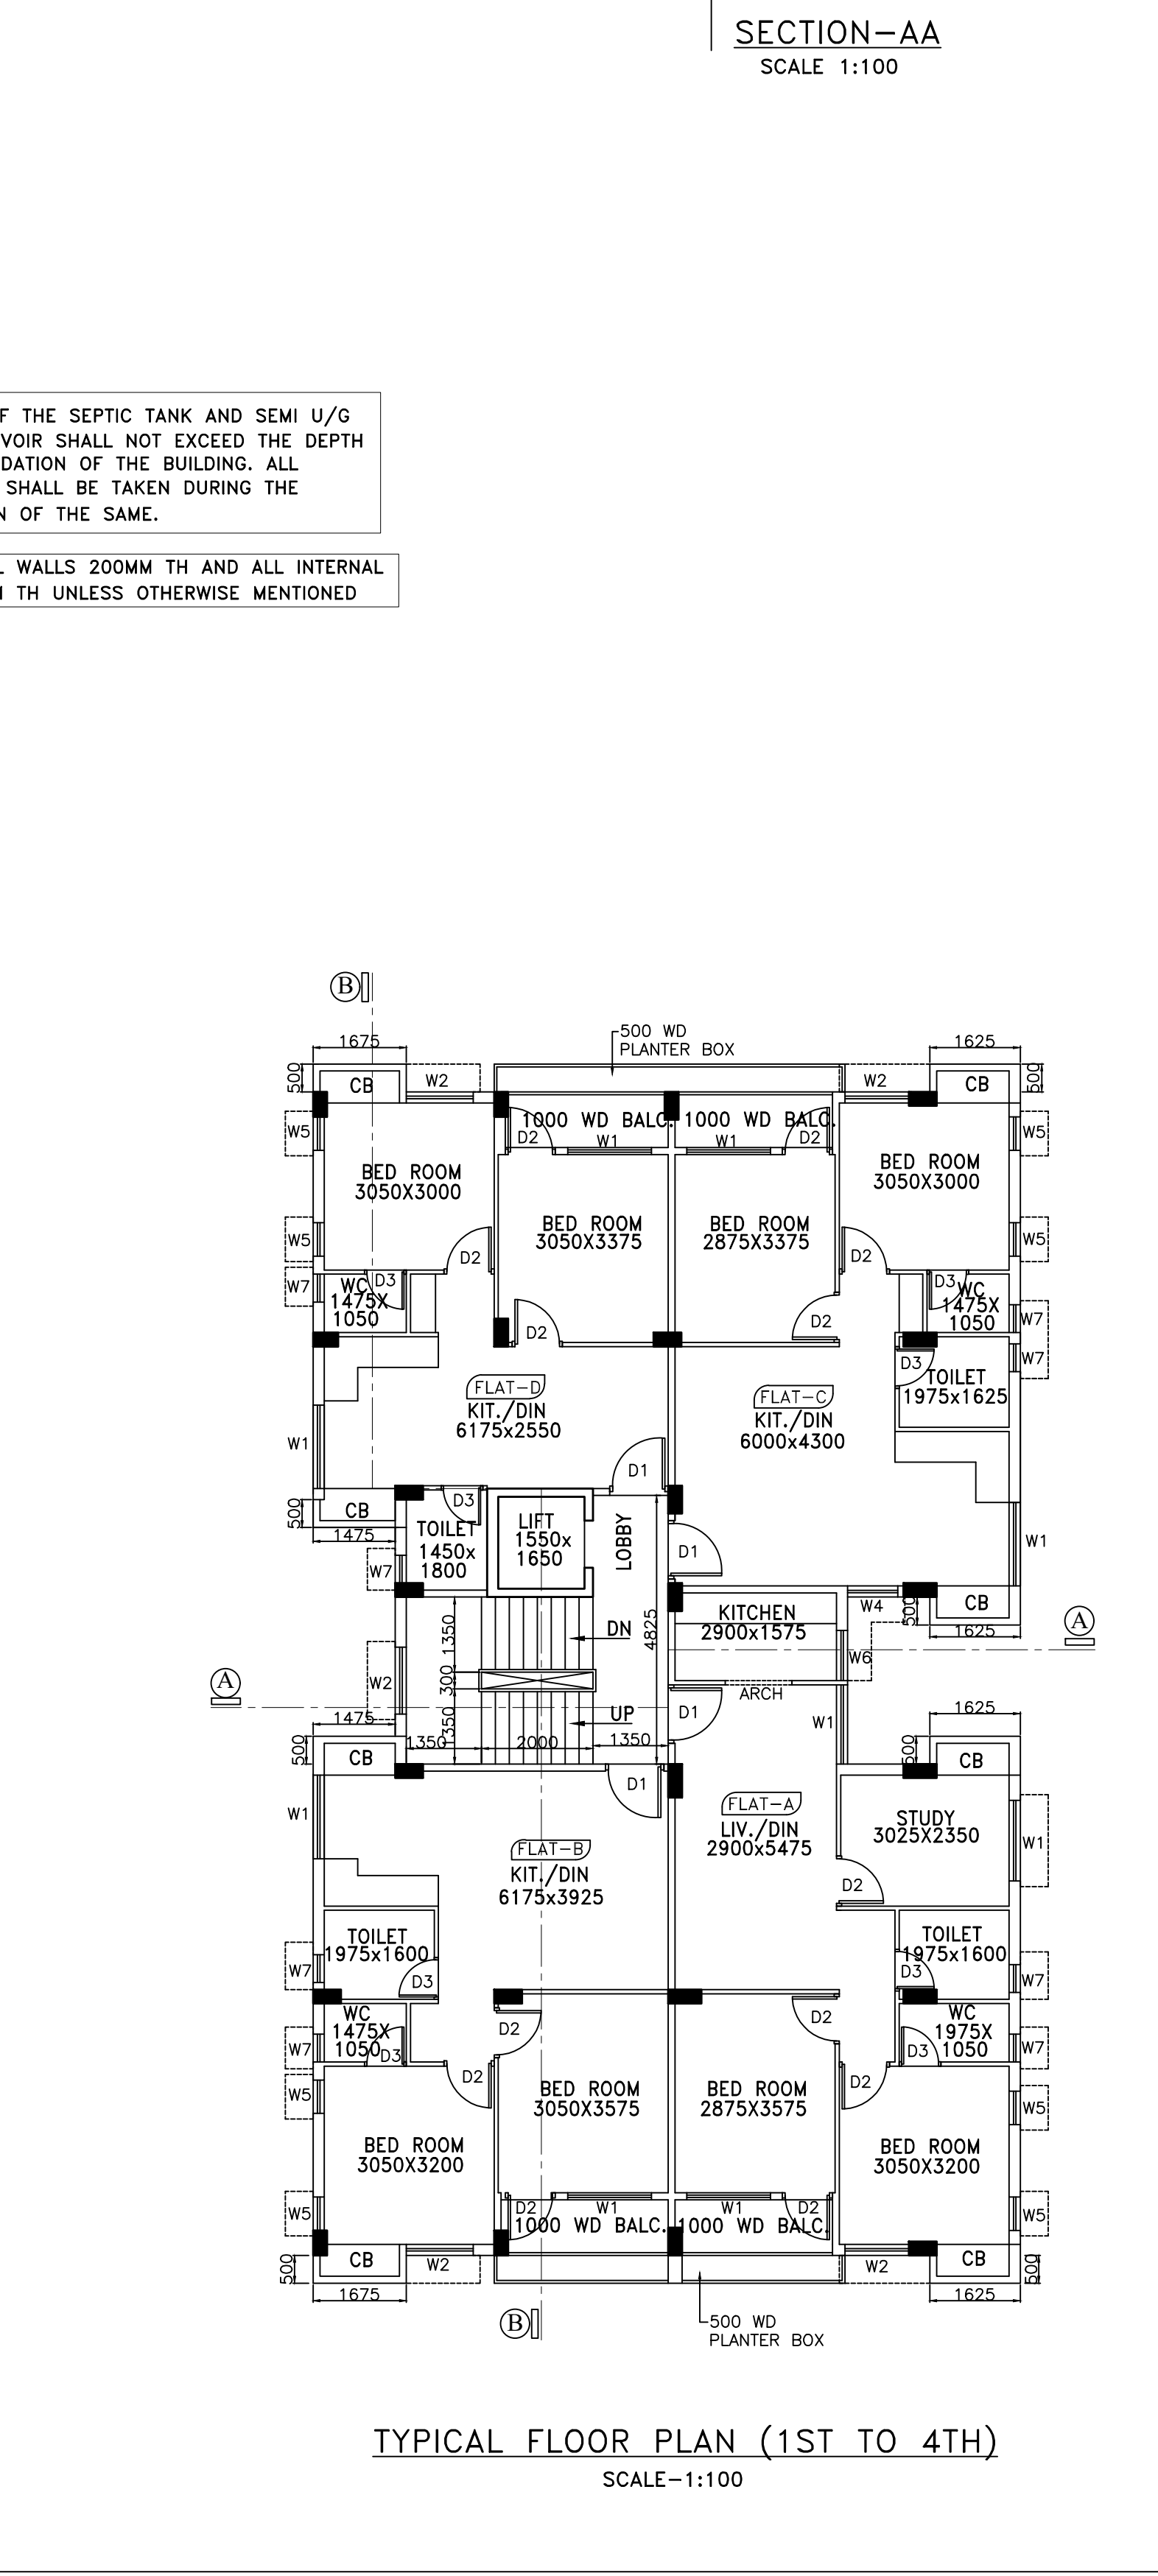 SECTION-AA
SCALE 1:100
F THE SEPTIC TANK AND SEMI U/G
VOIR SHALL NOT EXCEED THE DEPTH
DATION OF THE BUILDING. ALL
SHALL BE TAKEN DURING THE
N OF THE SAME.
WALLS 200MM TH AND ALL INTERNAL
TH UNLESS OTHERWISE MENTIONED
B
500 WD
PLANTER BOX
1675
1625
500
CB
W2
W2
CB
500
W5
1000 WD BALC.
1000 WD BALC.
W5
D2
W1
W1
D2
BED ROOM
3050X3000
BED ROOM
3050X3000
BED ROOM
3050X3375
BED ROOM
2875X3375
W5
D2
D2
W5
W7
WC
1475X
1050
D3
D3
WC
1475X
1050
W7
D2
D2
W7
D3
TOILET
1975x1625
FLAT-D
KIT./DIN
6175x2550
FLAT-C
KIT./DIN
6000x4300
W1
D1
500
CB
1475
D3
TOILET
1450x
1800
LIFT
1550x
1650
LOBBY
D1
W1
W7
W4
500
CB
1625
KITCHEN
2900x1575
A
1350
DN
4825
300
W6
W2
A
ARCH
1350
UP
D1
W1
1475
1350
2000
1350
1625
500
CB
500
CB
D1
W1
FLAT-A
LIV./DIN
2900x5475
STUDY
3025X2350
W1
FLAT-B
KIT./DIN
6175x3925
D2
TOILET
1975x1600
TOILET
1975x1600
W7
D3
D3
W7
WC
1475X
1050
D3
W7
D2
D2
WC
1975X
1050
D3
W7
W5
D2
D2
W5
BED ROOM
3050X3575
BED ROOM
2875X3575
BED ROOM
3050X3200
BED ROOM
3050X3200
W5
D2
W1
W1
D2
W5
1000 WD BALC.
1000 WD BALC.
500
CB
W2
W2
CB
500
1675
1625
B
500 WD
PLANTER BOX
TYPICAL FLOOR PLAN (1ST TO 4TH)
SCALE-1:100